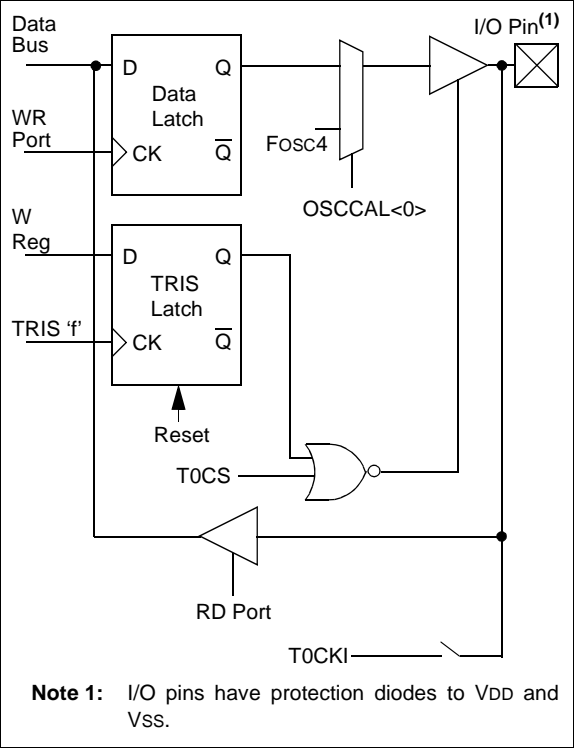 Data
Bus
I/O Pin(1)
D
Q
Data
Latch
WR
Port
CK
Q
FOSC4
OSCCAL<0>
W
Reg
D
Q
TRIS
Latch
TRIS ‘f’
CK
Q
Reset
T0CS
RD Port
T0CKI
Note 1: I/O pins have protection diodes to VDD and
VSS.